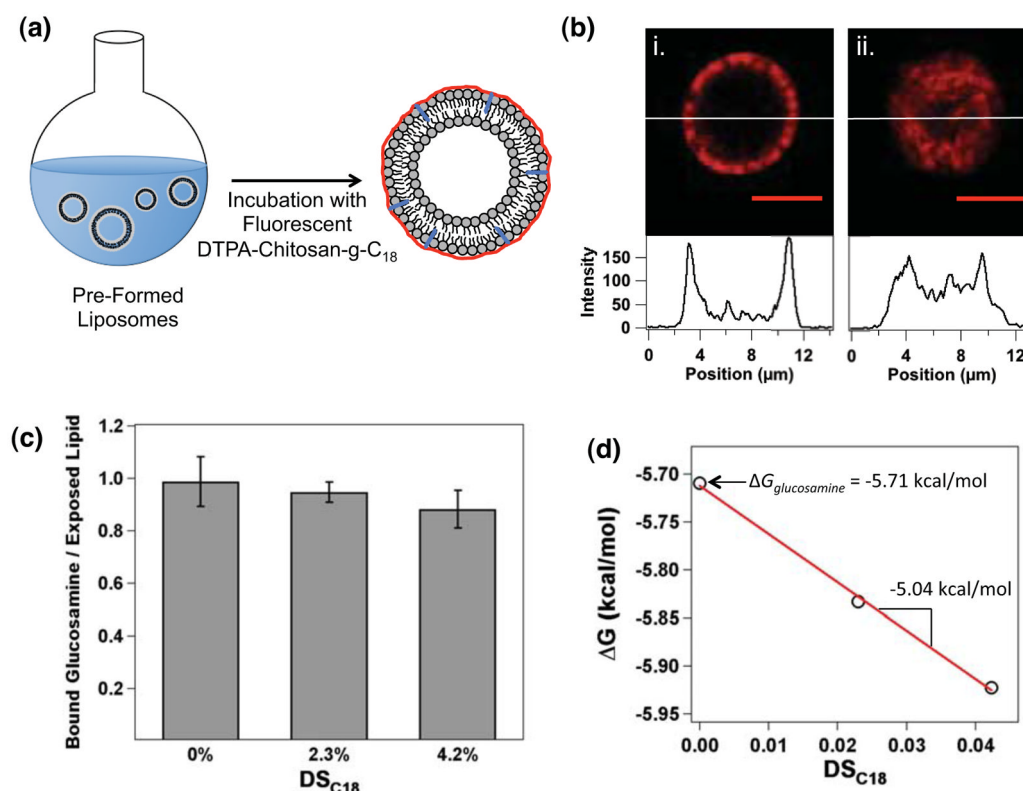 (a)
Pre-Formed
Liposomes
Incubation with
Fluorescent
DTPA-Chitosan-g-C18
(b)
i.
ii.
Intensity
150
100
50
0
0 4 8 12
Position (µm)
0 4 8 12
Position (µm)
(c)
Bound Glucosamine / Exposed Lipid
1.2
1.0
0.8
0.6
0.4
0.2
0% 2.3% 4.2%
DSC18
(d)
ΔG (kcal/mol)
-5.70
-5.75
-5.80
-5.85
-5.90
-5.95
ΔGglucosamine = -5.71 kcal/mol
-5.04 kcal/mol
0.00 0.01 0.02 0.03 0.04
DSC18